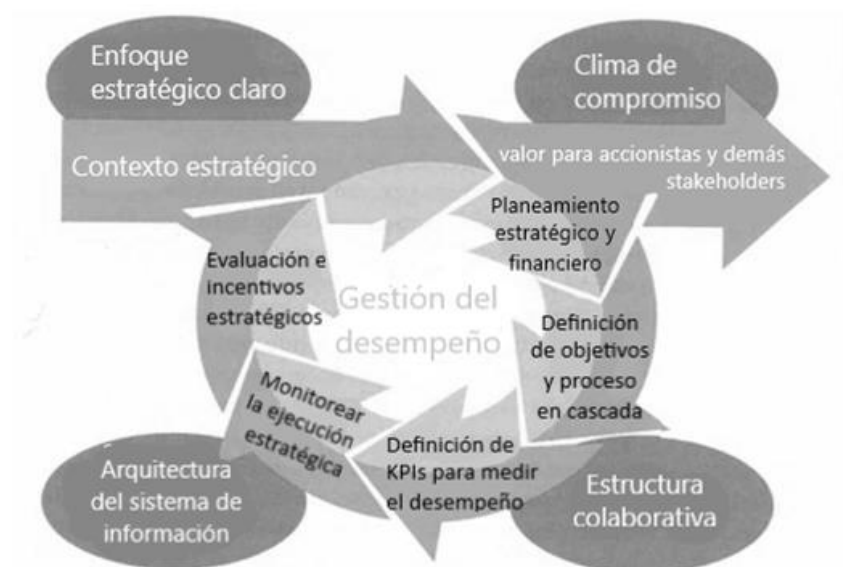 Enfoque
estratégico claro
Clima de
compromiso
Contexto estratégico
valor para accionistas y demás
stakeholders
Planeamiento
estratégico y
financiero
Evaluación e
incentivos
estratégicos
Gestión del
desempeño
Definición
de objetivos
y proceso
en cascada
Monitorear
la ejecución
estratégica
Definición de
KPIs para medir
el desempeño
Arquitectura
del sistema de
información
Estructura
colaborativa